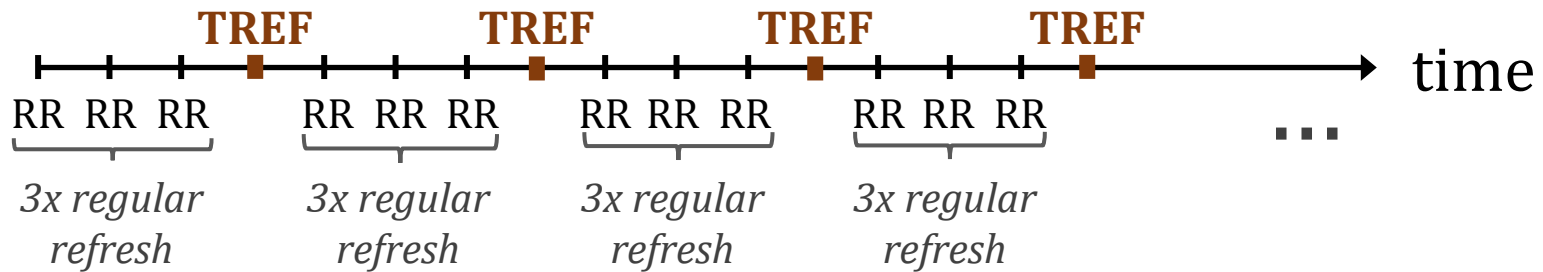 TREF TREF TREF TREF
time
RR RR RR RR RR RR RR RR RR RR RR RR
...
3x regular 3x regular 3x regular 3x regular
refresh refresh refresh refresh